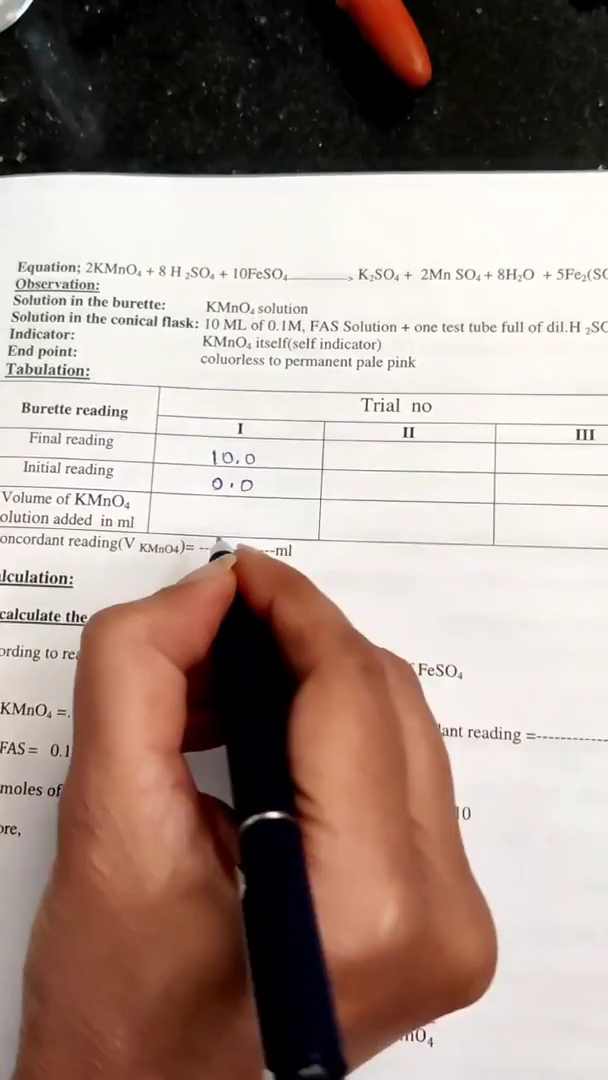 Equation; 2KMnO₄ + 8 H ₂SO₄ + 10FeSO₄ → K₂SO₄ + 2Mn SO₄ + 8H₂O + 5Fe₂(SO
Observation:
Solution in the burette: KMnO₄ solution
Solution in the conical flask: 10 ML of 0.1M, FAS Solution + one test tube full of dil.H ₂SO
Indicator: KMnO₄ itself(self indicator)
End point: coluorless to permanent pale pink
Tabulation:
Burette reading Trial no
I II III
Final reading 10.0
Initial reading 0.0
Volume of KMnO₄
olution added in ml
oncordant reading(V KMnO4)= ml
lculation:
calculate the
ording to re
FeSO₄
KMnO₄ =.
ant reading =-----------
FAS = 0.1
moles of
10
ore,